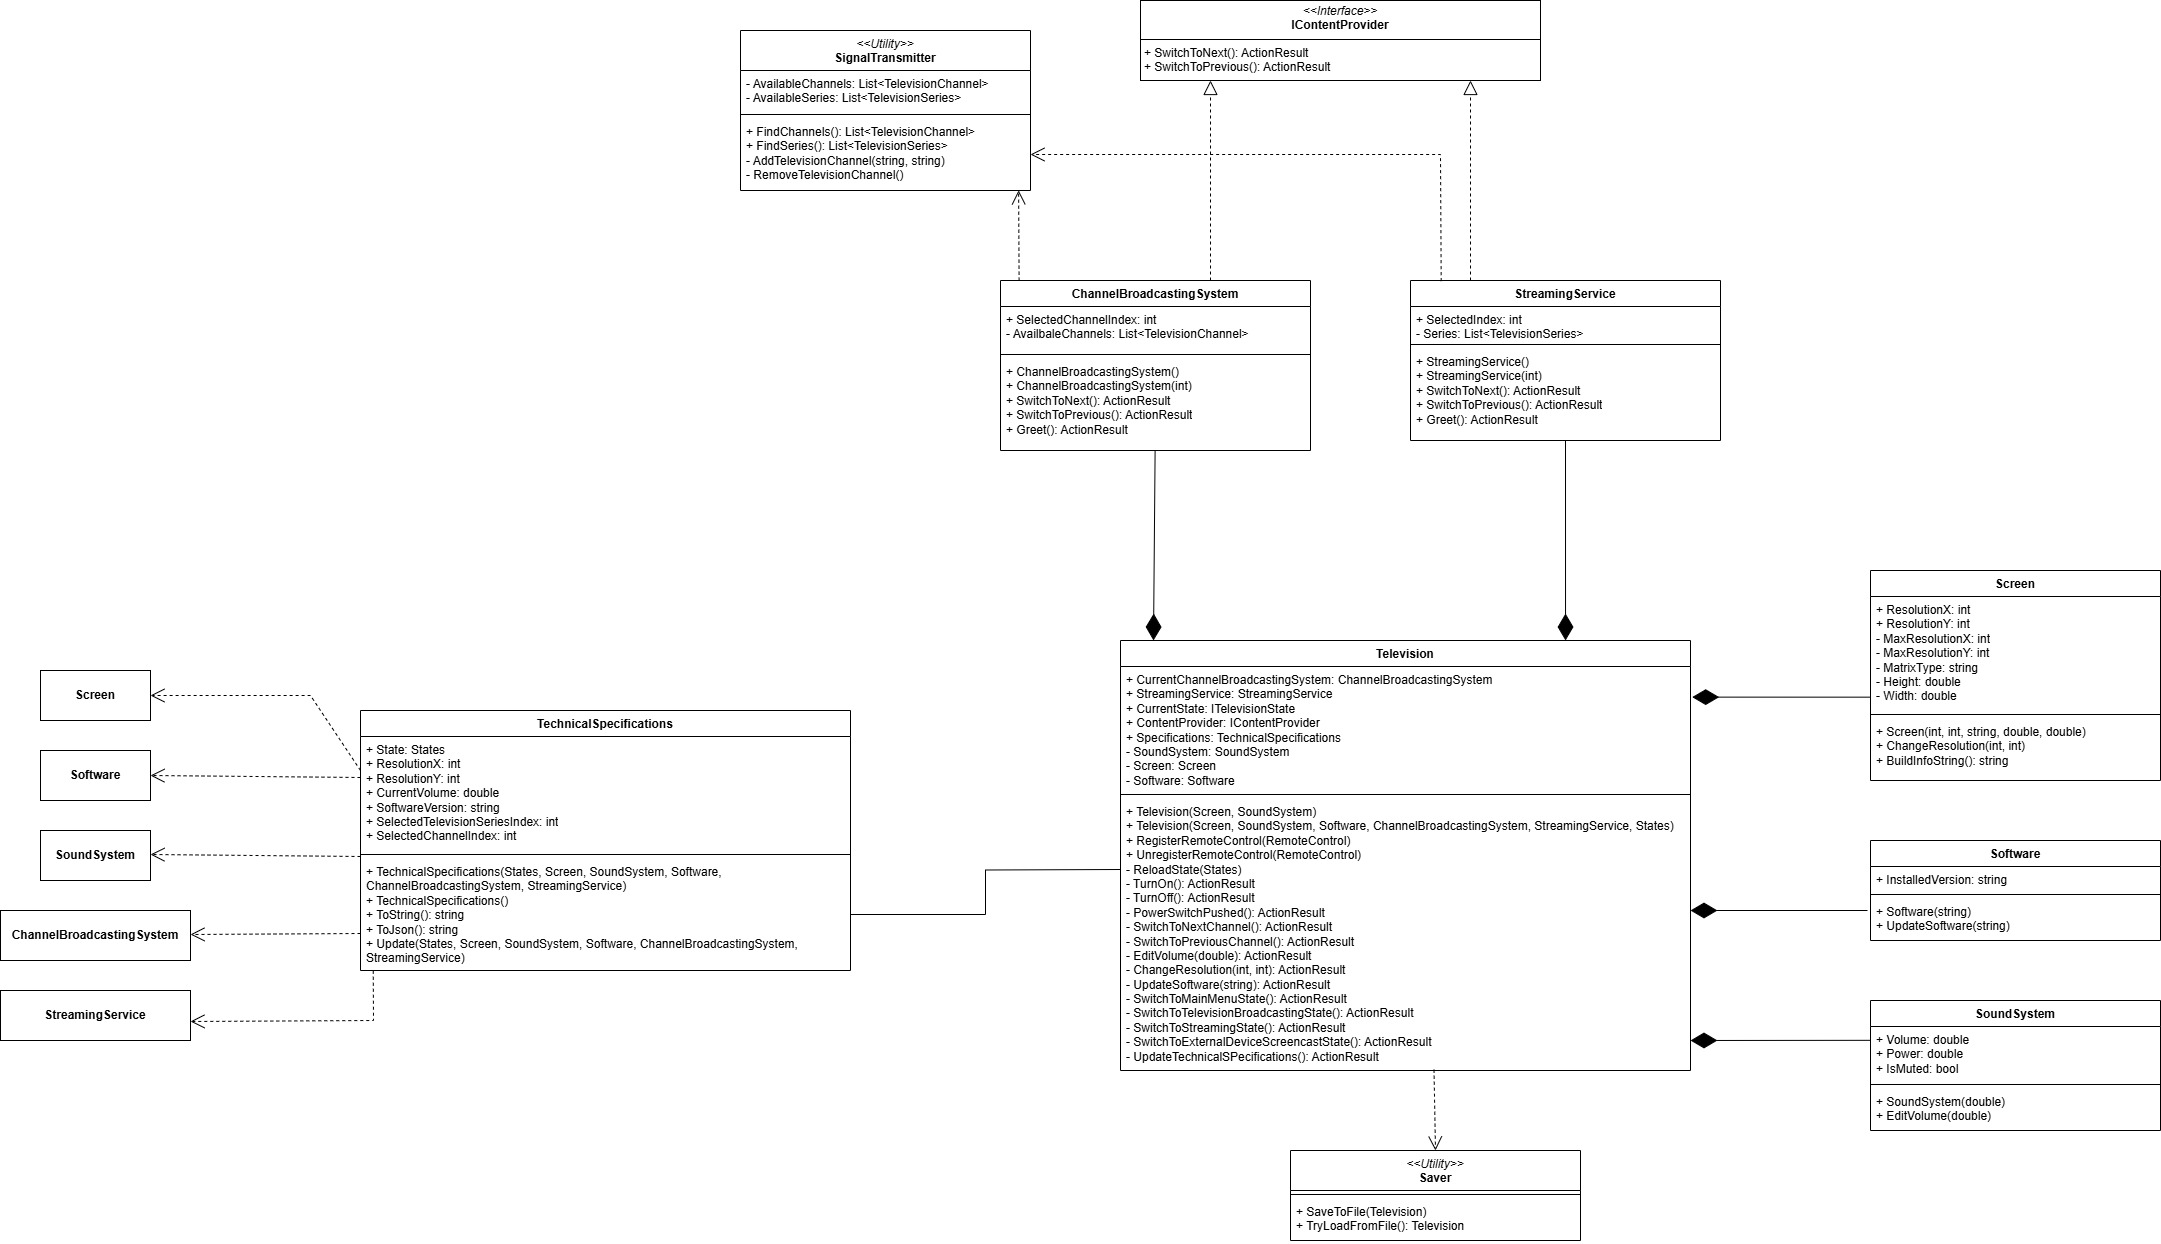 <<Interface>>
IContentProvider
+ SwitchToNext(): ActionResult
+ SwitchToPrevious(): ActionResult
<<Utility>>
SignalTransmitter
- AvailableChannels: List<TelevisionChannel>
- AvailableSeries: List<TelevisionSeries>
+ FindChannels(): List<TelevisionChannel>
+ FindSeries(): List<TelevisionSeries>
- AddTelevisionChannel(string, string)
- RemoveTelevisionChannel()
ChannelBroadcastingSystem
+ SelectedChannelIndex: int
- AvailbaleChannels: List<TelevisionChannel>
+ ChannelBroadcastingSystem()
+ ChannelBroadcastingSystem(int)
+ SwitchToNext(): ActionResult
+ SwitchToPrevious(): ActionResult
+ Greet(): ActionResult
StreamingService
+ SelectedIndex: int
- Series: List<TelevisionSeries>
+ StreamingService()
+ StreamingService(int)
+ SwitchToNext(): ActionResult
+ SwitchToPrevious(): ActionResult
+ Greet(): ActionResult
Screen
+ ResolutionX: int
+ ResolutionY: int
- MaxResolutionX: int
- MaxResolutionY: int
- MatrixType: string
- Height: double
- Width: double
+ Screen(int, int, string, double, double)
+ ChangeResolution(int, int)
+ BuildInfoString(): string
Television
+ CurrentChannelBroadcastingSystem: ChannelBroadcastingSystem
+ StreamingService: StreamingService
+ CurrentState: ITelevisionState
+ ContentProvider: IContentProvider
+ Specifications: TechnicalSpecifications
- SoundSystem: SoundSystem
- Screen: Screen
- Software: Software
+ Television(Screen, SoundSystem)
+ Television(Screen, SoundSystem, Software, ChannelBroadcastingSystem, StreamingService, States)
+ RegisterRemoteControl(RemoteControl)
+ UnregisterRemoteControl(RemoteControl)
- ReloadState(States)
- TurnOn(): ActionResult
- TurnOff(): ActionResult
- PowerSwitchPushed(): ActionResult
- SwitchToNextChannel(): ActionResult
- SwitchToPreviousChannel(): ActionResult
- EditVolume(double): ActionResult
- ChangeResolution(int, int): ActionResult
- UpdateSoftware(string): ActionResult
- SwitchToMainMenuState(): ActionResult
- SwitchToTelevisionBroadcastingState(): ActionResult
- SwitchToStreamingState(): ActionResult
- SwitchToExternalDeviceScreencastState(): ActionResult
- UpdateTechnicalSPecifications(): ActionResult
Screen
Software
SoundSystem
ChannelBroadcastingSystem
StreamingService
TechnicalSpecifications
+ State: States
+ ResolutionX: int
+ ResolutionY: int
+ CurrentVolume: double
+ SoftwareVersion: string
+ SelectedTelevisionSeriesIndex: int
+ SelectedChannelIndex: int
+ TechnicalSpecifications(States, Screen, SoundSystem, Software,
ChannelBroadcastingSystem, StreamingService)
+ TechnicalSpecifications()
+ ToString(): string
+ ToJson(): string
+ Update(States, Screen, SoundSystem, Software, ChannelBroadcastingSystem,
StreamingService)
Software
+ InstalledVersion: string
+ Software(string)
+ UpdateSoftware(string)
SoundSystem
+ Volume: double
+ Power: double
+ IsMuted: bool
+ SoundSystem(double)
+ EditVolume(double)
<<Utility>>
Saver
+ SaveToFile(Television)
+ TryLoadFromFile(): Television